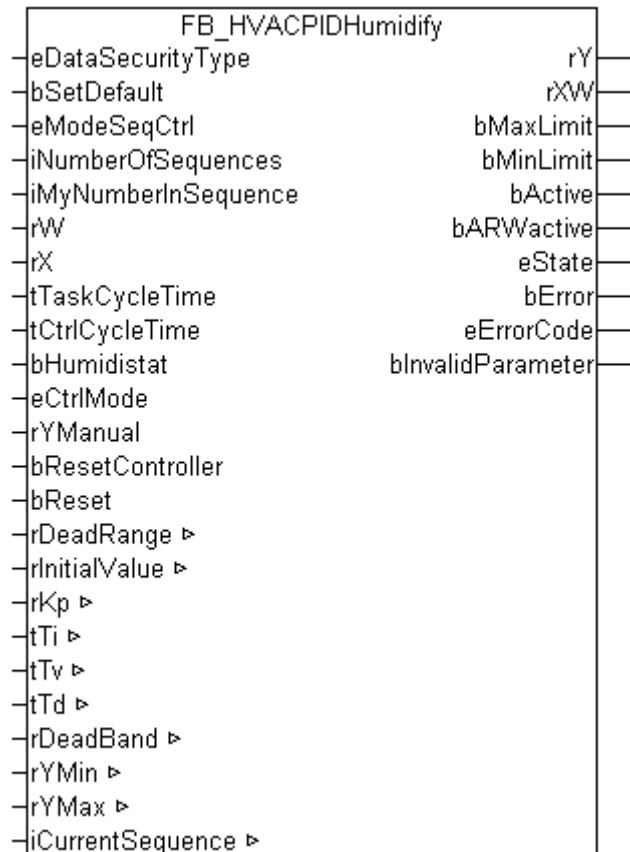 FB_HVACPIDHumidify
eDataSecurityType rY
bSetDefault rXW
eModeSeqCtrl bMaxLimit
iNumberOfSequences bMinLimit
iMyNumberInSequence bActive
rW bARWactive
rX eState
tTaskCycleTime bError
tCtrlCycleTime eErrorCode
bHumidistat bInvalidParameter
eCtrlMode
rYManual
bResetController
bReset
rDeadRange ▹
rInitialValue ▹
rKp ▹
tTi ▹
tTv ▹
tTd ▹
rDeadBand ▹
rYMin ▹
rYMax ▹
iCurrentSequence ▹